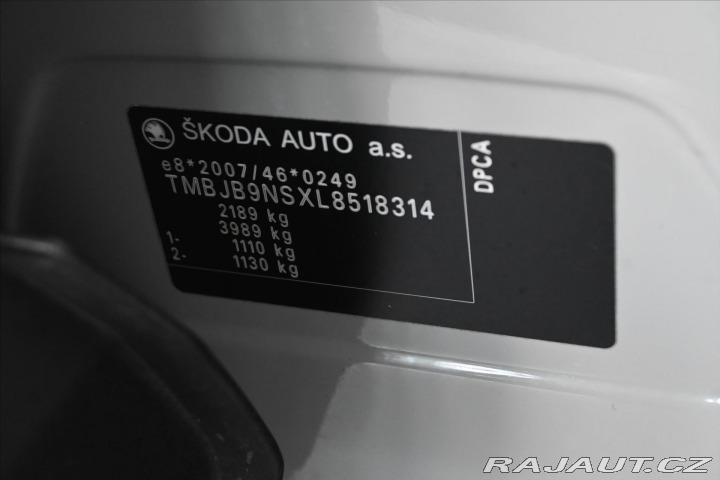 ŠKODA AUTO a.s.
e8*2007/46*0249
TMBJB9NSXL8518314
2189 kg
3989 kg
1- 1110 kg
2- 1130 kg
DPCA
RAJAUT.CZ